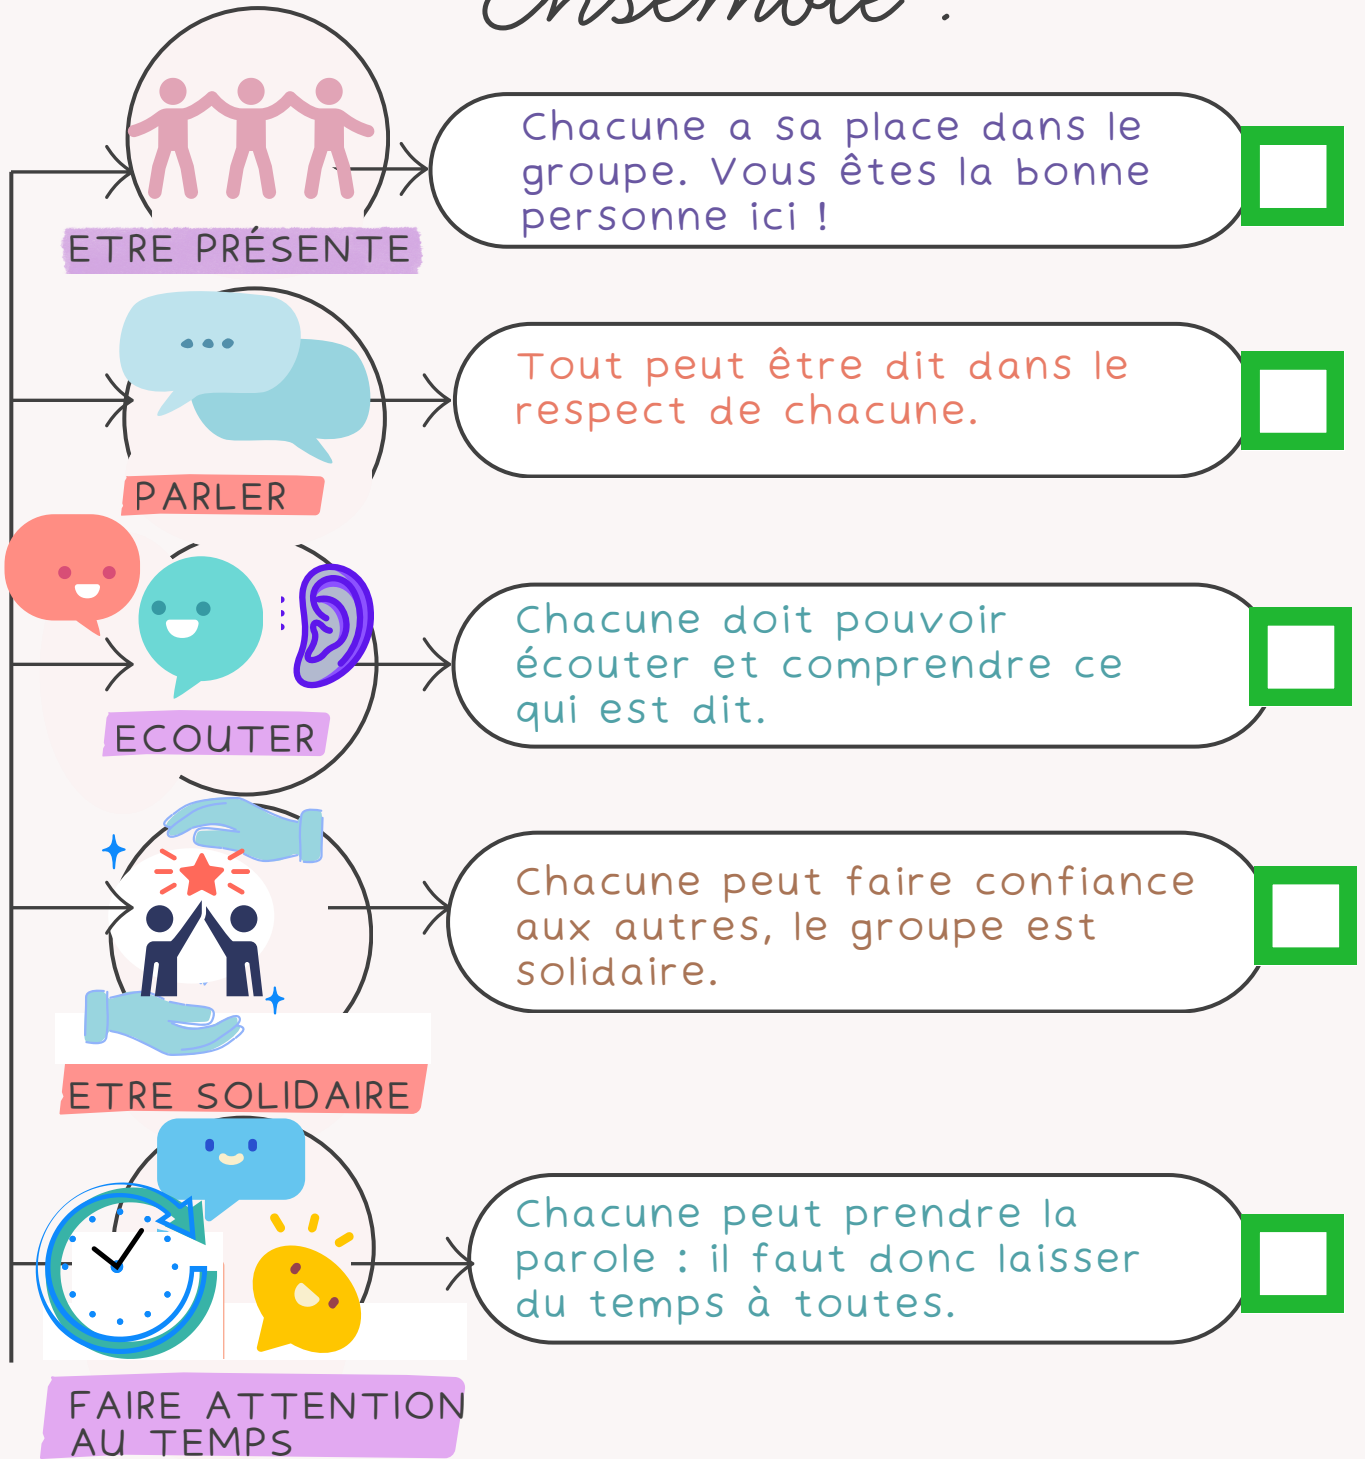 Ensemble :
Chacune a sa place dans le
groupe. Vous êtes la bonne
personne ici !
ETRE PRÉSENTE
Tout peut être dit dans le
respect de chacune.
PARLER
Chacune doit pouvoir
écouter et comprendre ce
qui est dit.
ECOUTER
Chacune peut faire confiance
aux autres, le groupe est
solidaire.
ETRE SOLIDAIRE
Chacune peut prendre la
parole : il faut donc laisser
du temps à toutes.
FAIRE ATTENTION
AU TEMPS